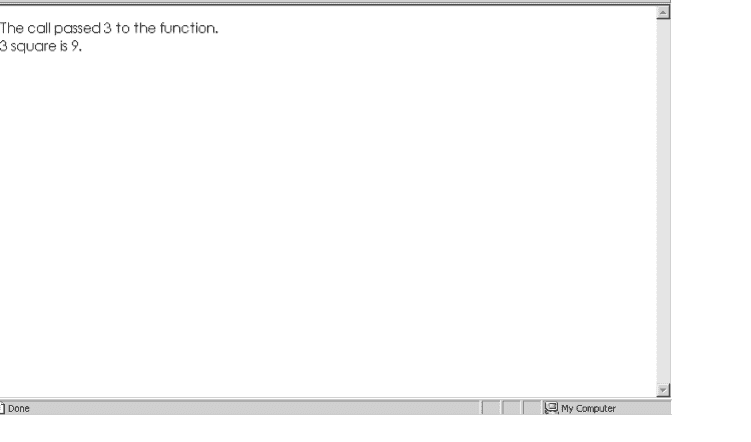 The call passed 3 to the function.
3 square is 9.
Done
My Computer